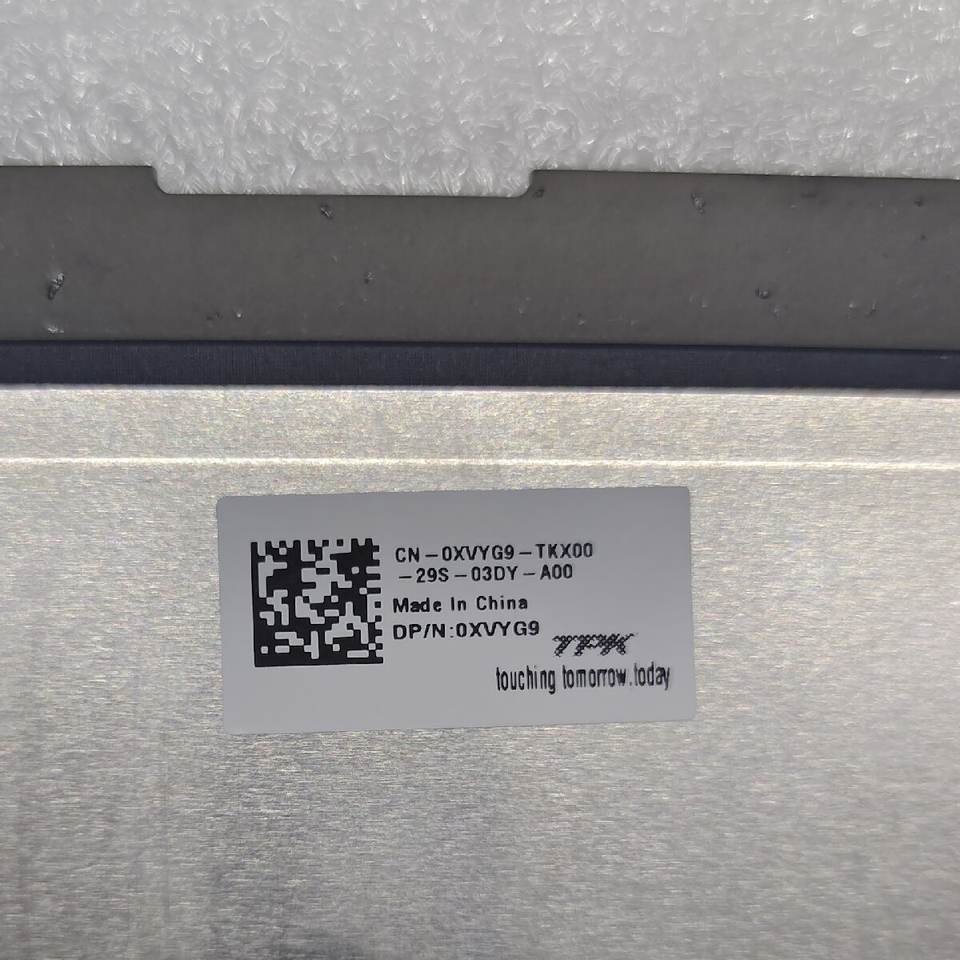 CN-0XVYG9-TKX00
-29S-03DY-A00
Made In China
DP/N:0XVYG9
TPK
touching tomorrow.today